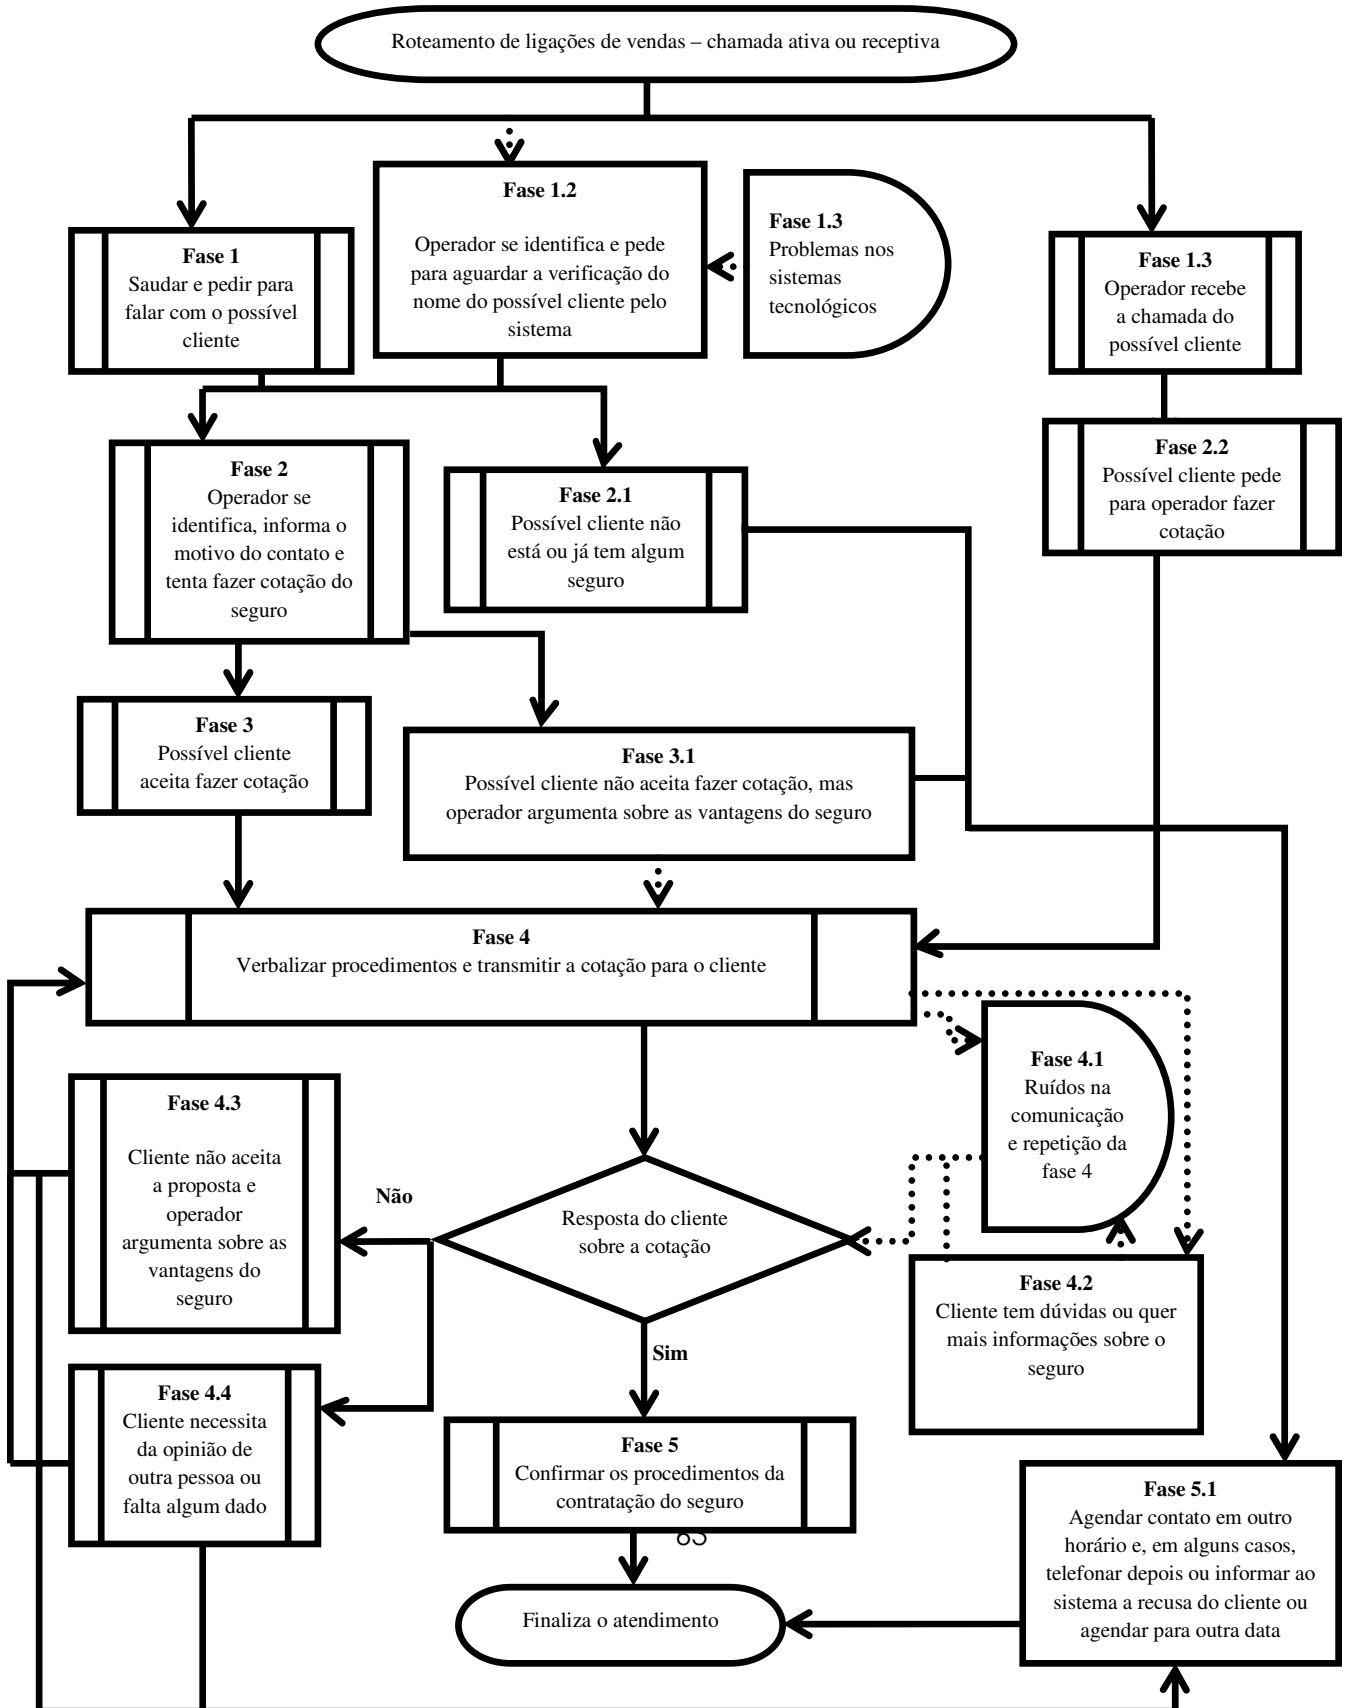 Roteamento de ligações de vendas – chamada ativa ou receptiva
Fase 1
Saudar e pedir para
falar com o possível
cliente
Fase 1.2
Operador se identifica e pede
para aguardar a verificação do
nome do possível cliente pelo
sistema
Fase 1.3
Problemas nos
sistemas
tecnológicos
Fase 1.3
Operador recebe
a chamada do
possível cliente
Fase 2
Operador se
identifica, informa o
motivo do contato e
tenta fazer cotação do
seguro
Fase 2.1
Possível cliente não
está ou já tem algum
seguro
Fase 2.2
Possível cliente pede
para operador fazer
cotação
Fase 3
Possível cliente
aceita fazer cotação
Fase 3.1
Possível cliente não aceita fazer cotação, mas
operador argumenta sobre as vantagens do seguro
Fase 4
Verbalizar procedimentos e transmitir a cotação para o cliente
Fase 4.1
Ruídos na
comunicação
e repetição da
fase 4
Fase 4.3
Cliente não aceita
a proposta e
operador
argumenta sobre as
vantagens do
seguro
Não
Resposta do cliente
sobre a cotação
Fase 4.2
Cliente tem dúvidas ou quer
mais informações sobre o
seguro
Sim
Fase 4.4
Cliente necessita
da opinião de
outra pessoa ou
falta algum dado
Fase 5
Confirmar os procedimentos da
contratação do seguro
Fase 5.1
Agendar contato em outro
horário e, em alguns casos,
telefonar depois ou informar ao
sistema a recusa do cliente ou
agendar para outra data
Finaliza o atendimento